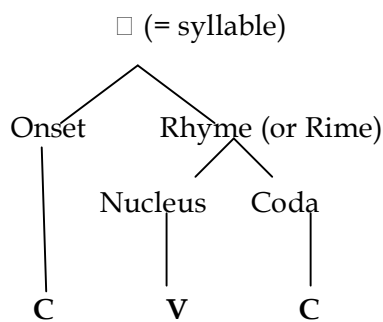 □ (= syllable)
Onset Rhyme (or Rime)
Nucleus Coda
C V C